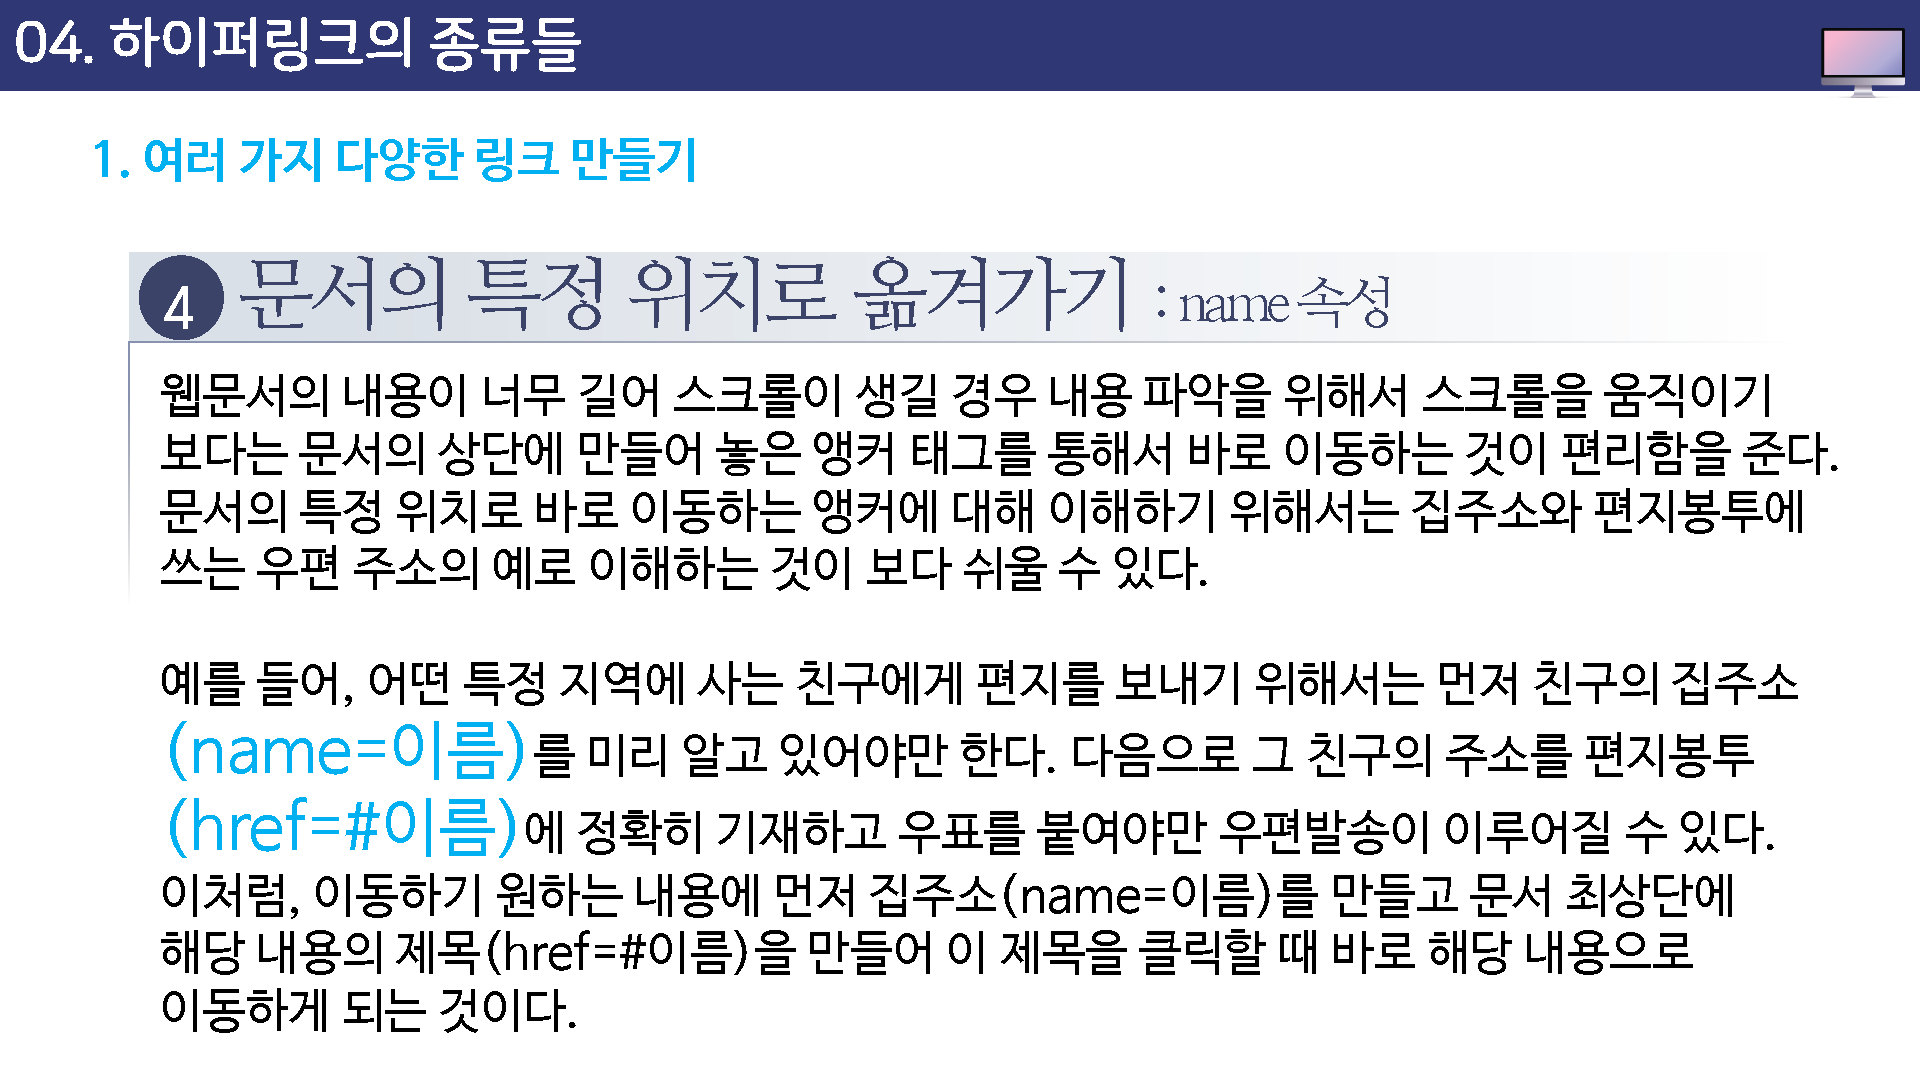 04. 하이퍼링크의 종류들
1. 여러 가지 다양한 링크 만들기
4 문서의 특정 위치로 옮겨가기 : name 속성
웹문서의 내용이 너무 길어 스크롤이 생길 경우 내용 파악을 위해서 스크롤을 움직이기
보다는 문서의 상단에 만들어 놓은 앵커 태그를 통해서 바로 이동하는 것이 편리함을 준다.
문서의 특정 위치로 바로 이동하는 앵커에 대해 이해하기 위해서는 집주소와 편지봉투에
쓰는 우편 주소의 예로 이해하는 것이 보다 쉬울 수 있다.
예를 들어, 어떤 특정 지역에 사는 친구에게 편지를 보내기 위해서는 먼저 친구의 집주소
(name=이름)를 미리 알고 있어야만 한다. 다음으로 그 친구의 주소를 편지봉투
(href=#이름)에 정확히 기재하고 우표를 붙여야만 우편발송이 이루어질 수 있다.
이처럼, 이동하기 원하는 내용에 먼저 집주소(name=이름)를 만들고 문서 최상단에
해당 내용의 제목(href=#이름)을 만들어 이 제목을 클릭할 때 바로 해당 내용으로
이동하게 되는 것이다.